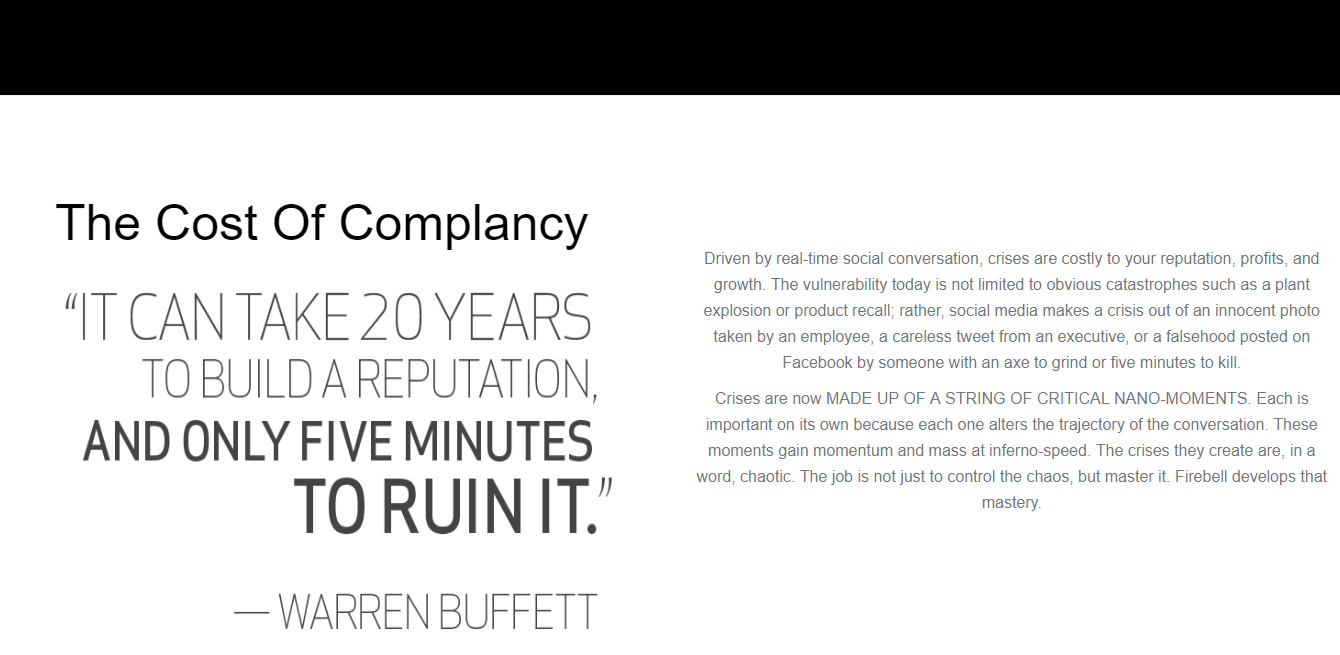 The Cost Of Complancy
“IT CAN TAKE 20 YEARS
TO BUILD A REPUTATION,
AND ONLY FIVE MINUTES
TO RUIN IT.”
— WARREN BUFFETT
Driven by real-time social conversation, crises are costly to your reputation, profits, and
growth. The vulnerability today is not limited to obvious catastrophes such as a plant
explosion or product recall; rather, social media makes a crisis out of an innocent photo
taken by an employee, a careless tweet from an executive, or a falsehood posted on
Facebook by someone with an axe to grind or five minutes to kill.
Crises are now MADE UP OF A STRING OF CRITICAL NANO-MOMENTS. Each is
important on its own because each one alters the trajectory of the conversation. These
moments gain momentum and mass at inferno-speed. The crises they create are, in a
word, chaotic. The job is not just to control the chaos, but master it. Firebell develops that
mastery.